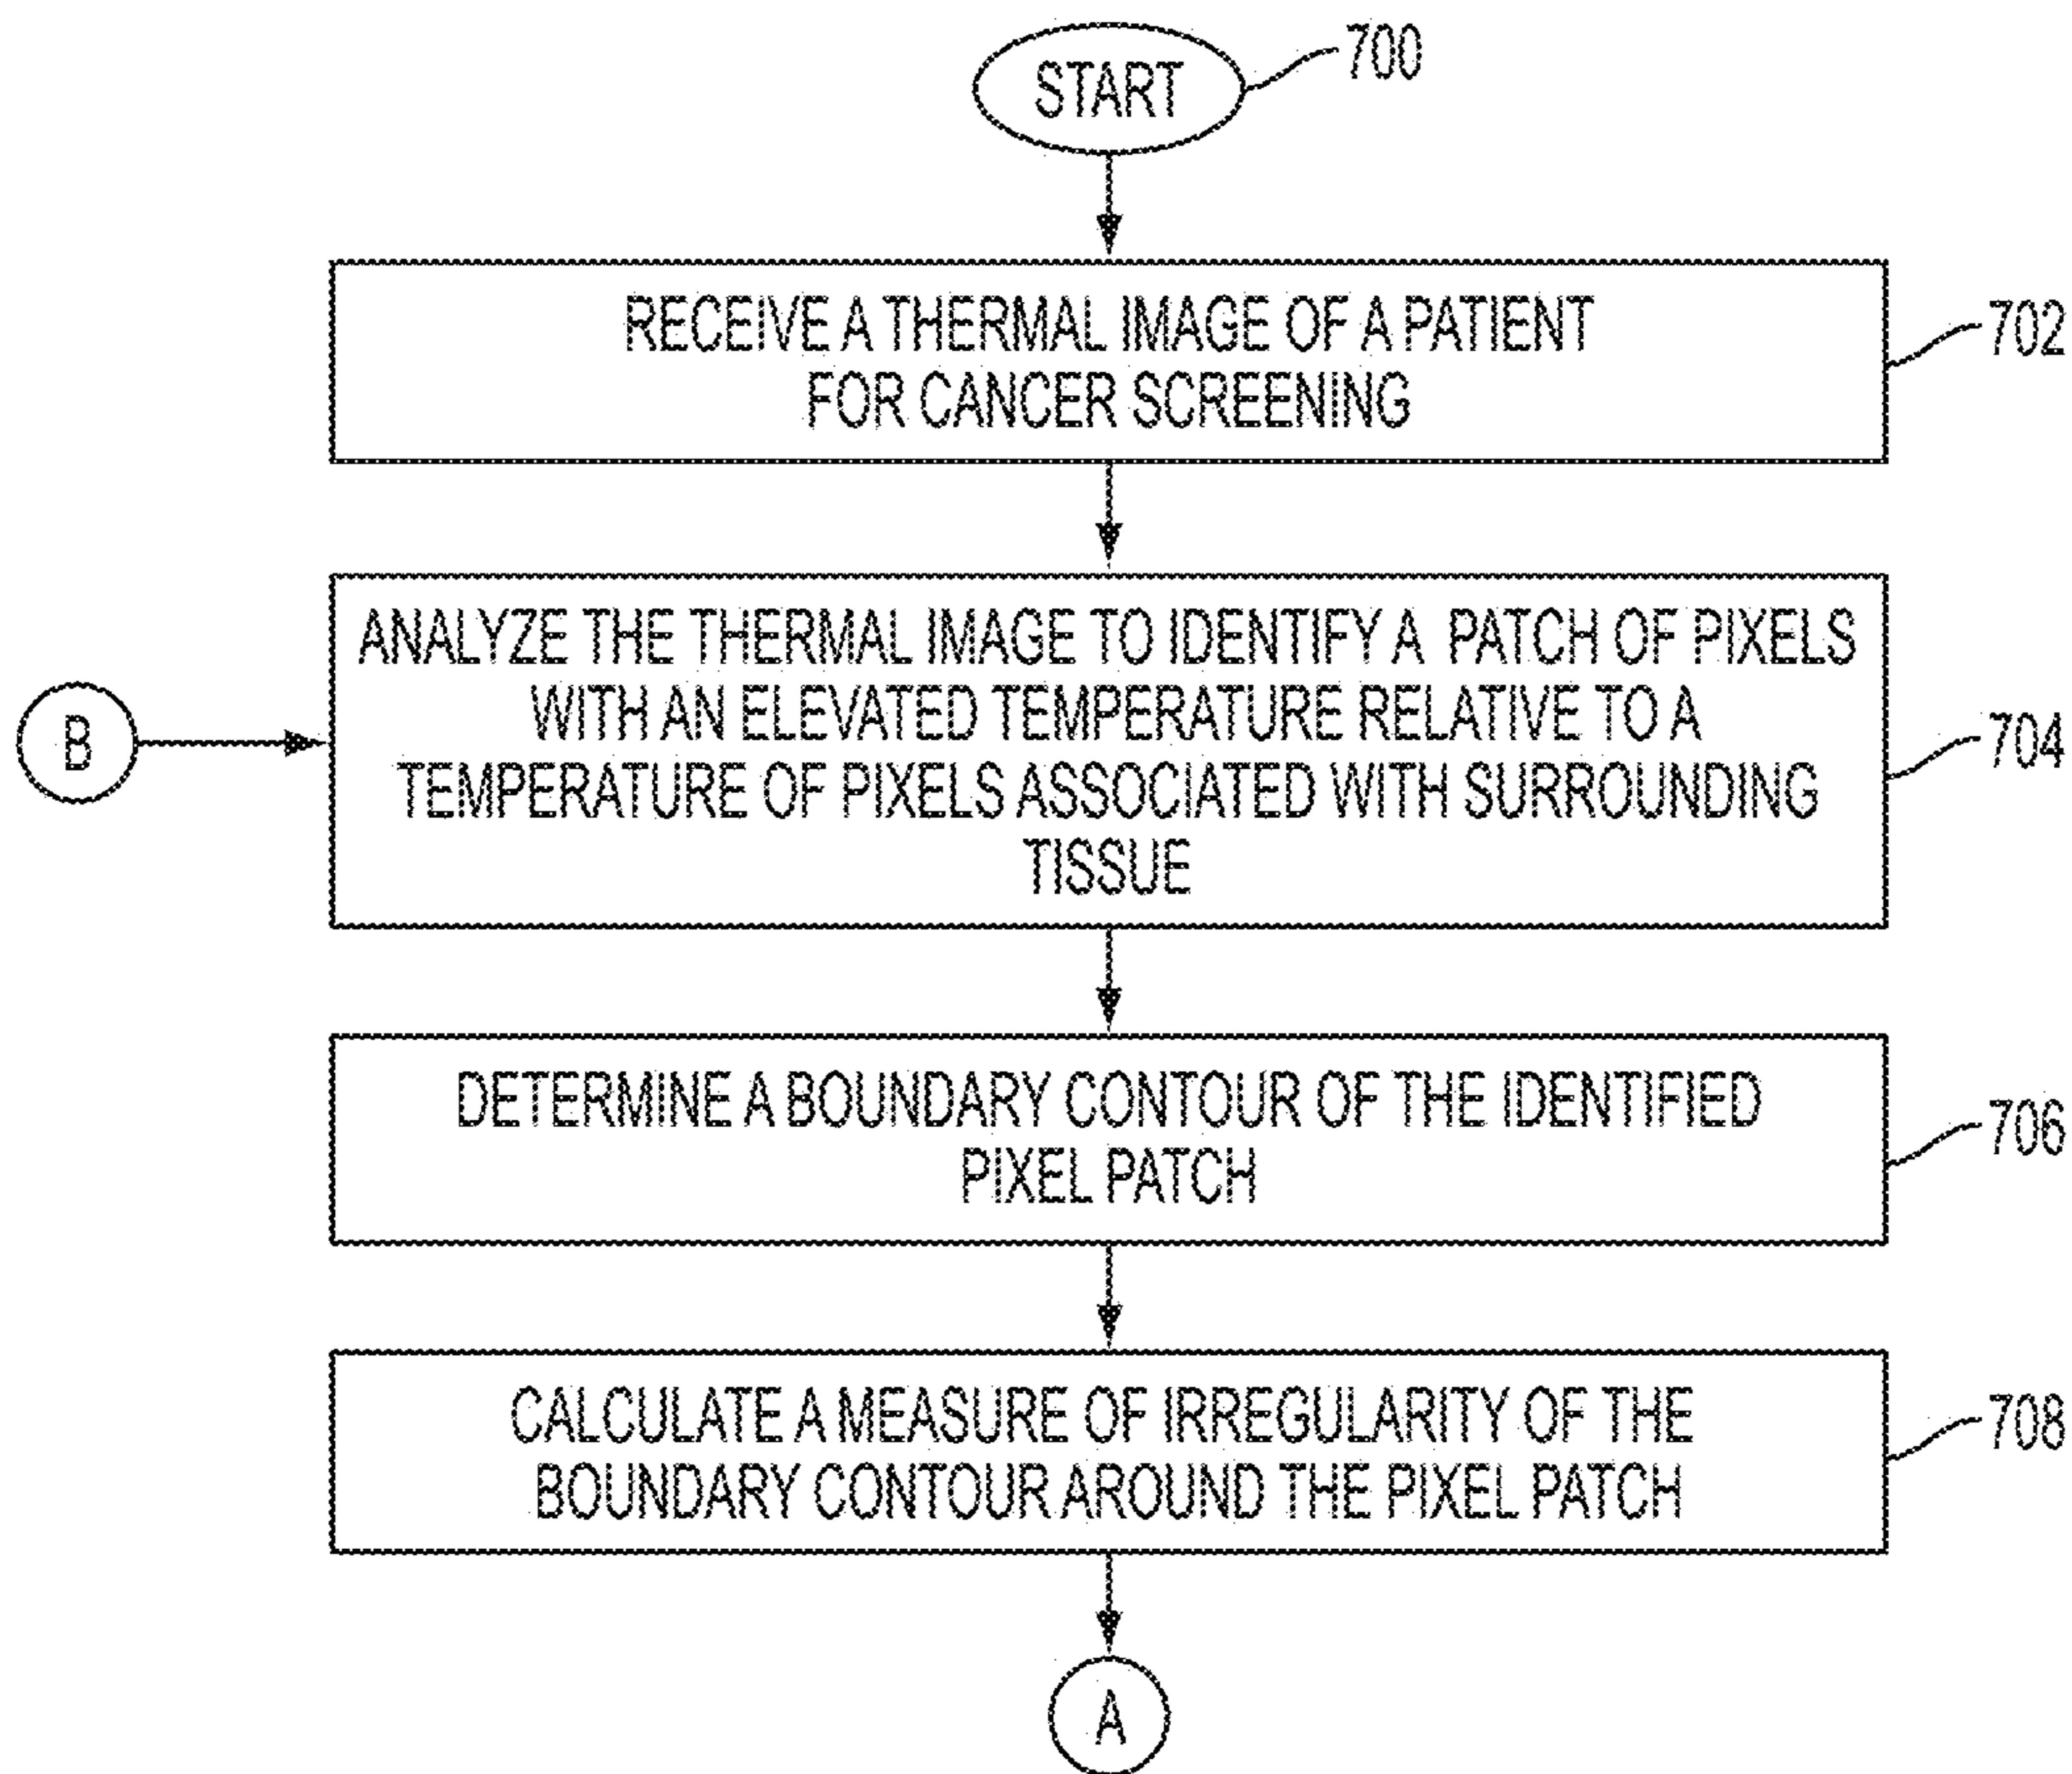 START
700
RECEIVE A THERMAL IMAGE OF A PATIENT
FOR CANCER SCREENING
702
ANALYZE THE THERMAL IMAGE TO IDENTIFY A PATCH OF PIXELS
WITH AN ELEVATED TEMPERATURE RELATIVE TO A
TEMPERATURE OF PIXELS ASSOCIATED WITH SURROUNDING
TISSUE
704
B
DETERMINE A BOUNDARY CONTOUR OF THE IDENTIFIED
PIXEL PATCH
706
CALCULATE A MEASURE OF IRREGULARITY OF THE
BOUNDARY CONTOUR AROUND THE PIXEL PATCH
708
A